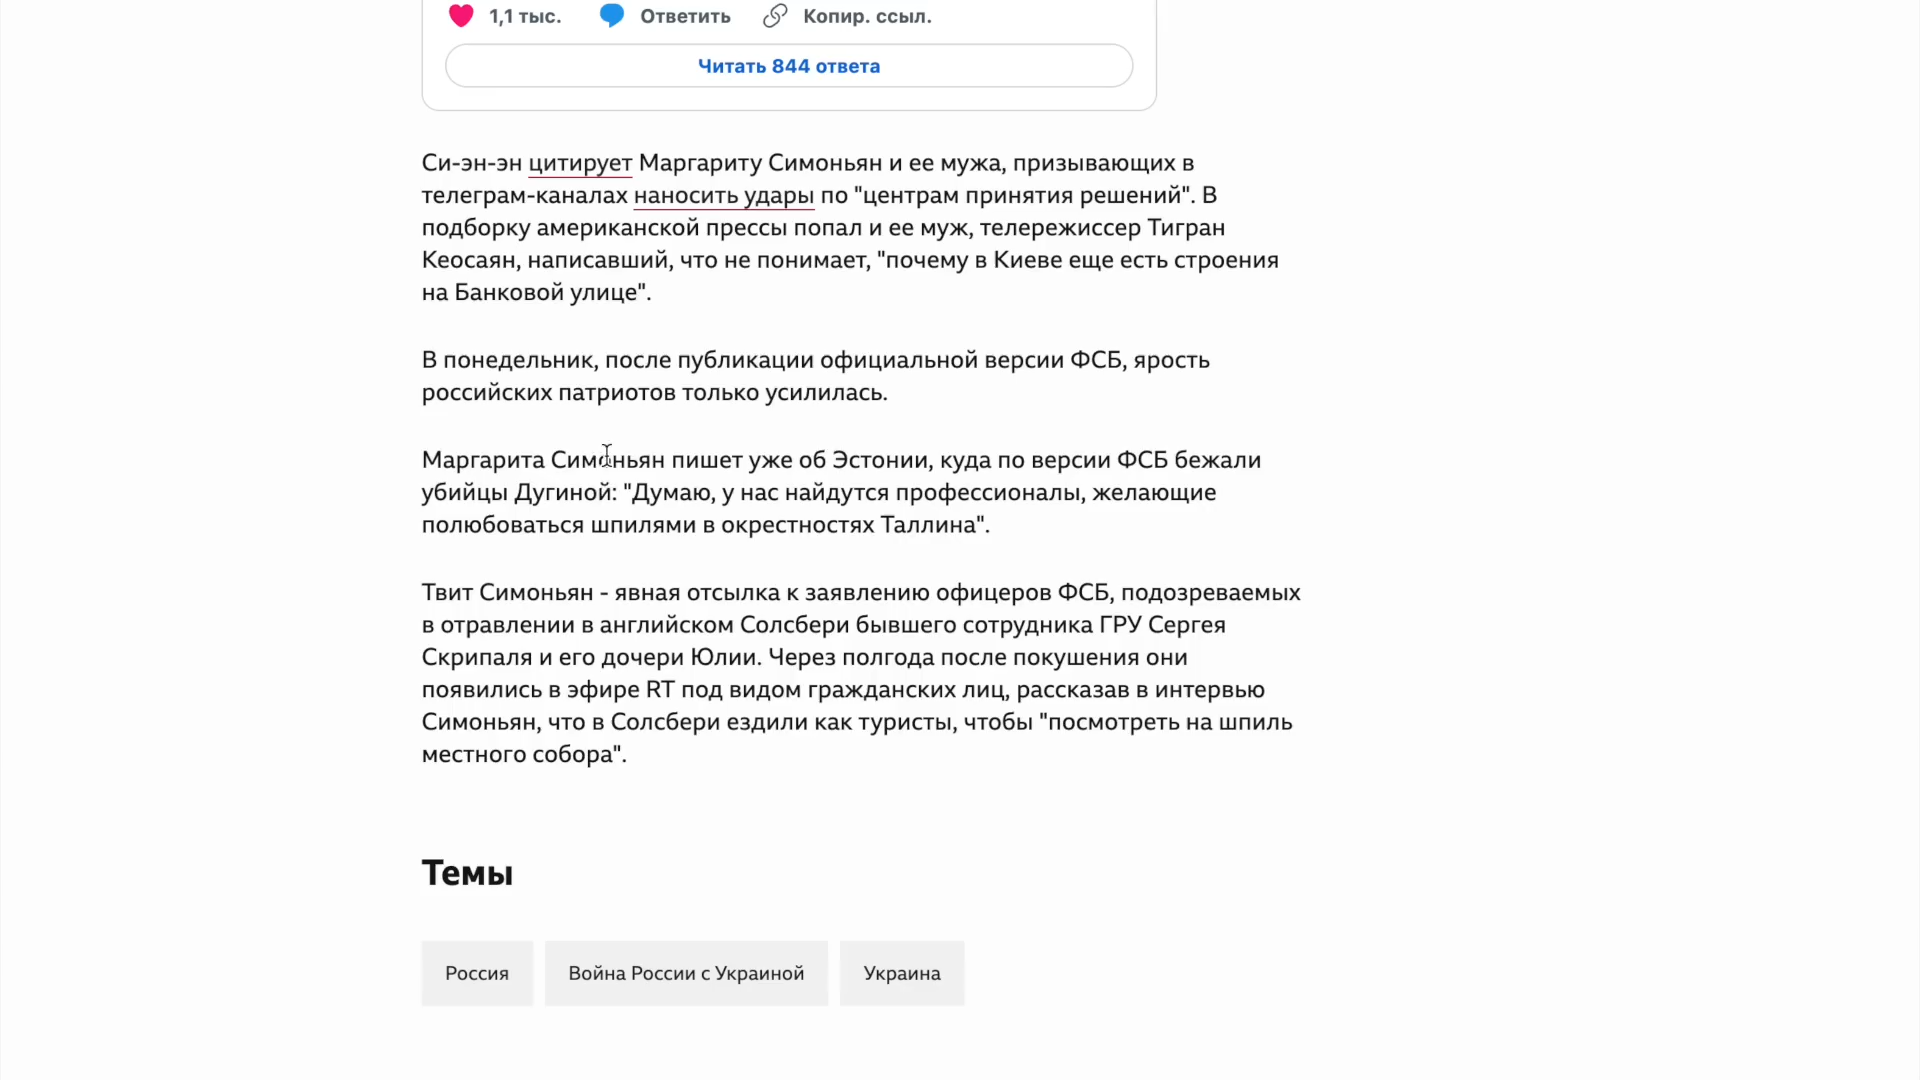 1,1 тыс. Ответить Копир. ссыл.
Читать 844 ответа
Си-эн-эн цитирует Маргариту Симоньян и ее мужа, призывающих в
телеграм-каналах наносить удары по "центрам принятия решений". В
подборку американской прессы попал и ее муж, телережиссер Тигран
Кеосаян, написавший, что не понимает, "почему в Киеве еще есть строения
на Банковой улице".
В понедельник, после публикации официальной версии ФСБ, ярость
российских патриотов только усилилась.
Маргарита Симоньян пишет уже об Эстонии, куда по версии ФСБ бежали
убийцы Дугиной: "Думаю, у нас найдутся профессионалы, желающие
полюбоваться шпилями в окрестностях Таллина".
Твит Симоньян - явная отсылка к заявлению офицеров ФСБ, подозреваемых
в отравлении в английском Солсбери бывшего сотрудника ГРУ Сергея
Скрипаля и его дочери Юлии. Через полгода после покушения они
появились в эфире RT под видом гражданских лиц, рассказав в интервью
Симоньян, что в Солсбери ездили как туристы, чтобы "посмотреть на шпиль
местного собора".
Темы
Россия Война России с Украиной Украина